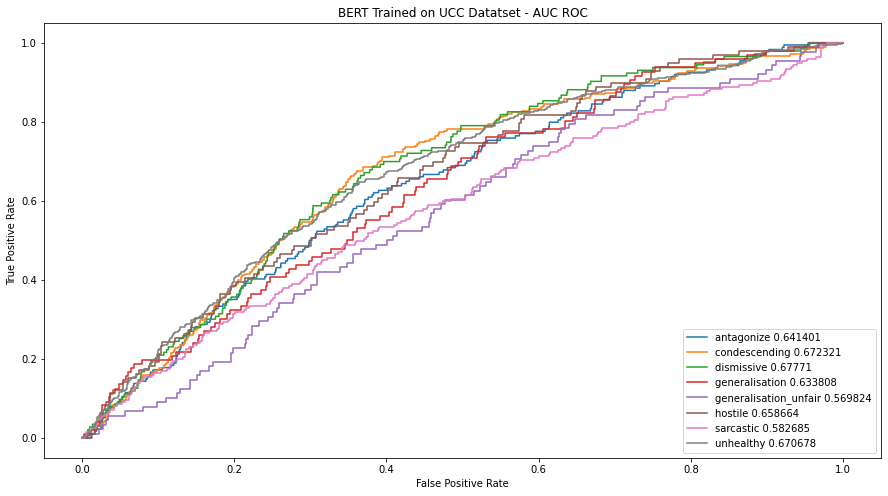 BERT Trained on UCC Datatset - AUC ROC
1.0
0.8
0.6
0.4
0.2
0.0
True Positive Rate
antagonize 0.641401
condescending 0.672321
dismissive 0.67771
generalisation 0.633808
generalisation_unfair 0.569824
hostile 0.658664
sarcastic 0.582685
unhealthy 0.670678
0.0 0.2 0.4 0.6 0.8 1.0
False Positive Rate